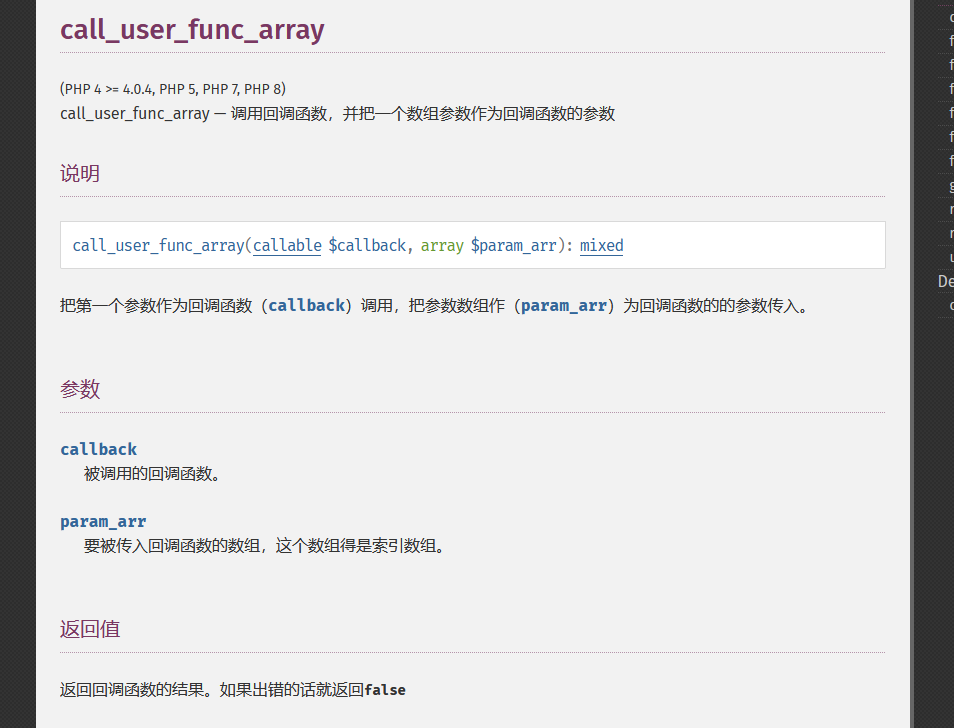 call_user_func_array
(PHP 4 >= 4.0.4, PHP 5, PHP 7, PHP 8)
call_user_func_array — 调用回调函数，并把一个数组参数作为回调函数的参数
说明
call_user_func_array(callable $callback, array $param_arr): mixed
把第一个参数作为回调函数（callback）调用，把参数数组作（param_arr）为回调函数的的参数传入。
参数
callback
被调用的回调函数。
param_arr
要被传入回调函数的数组，这个数组得是索引数组。
返回值
返回回调函数的结果。如果出错的话就返回false